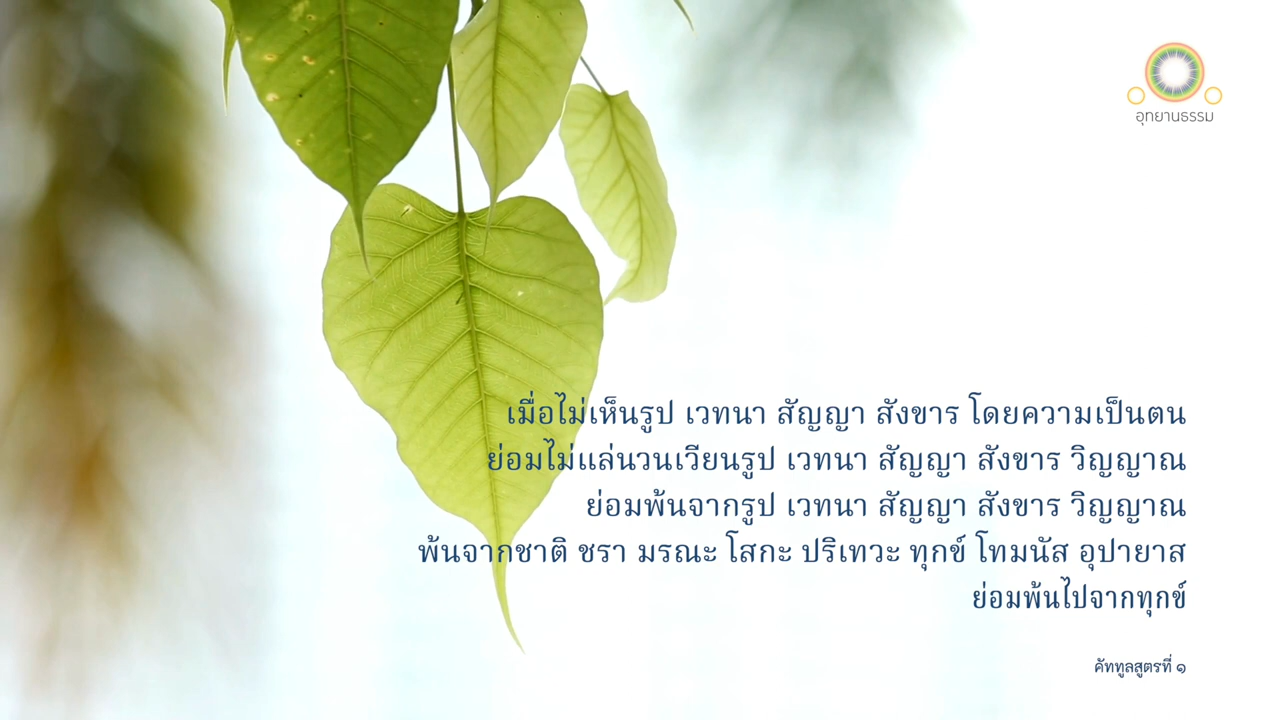 อุทยานธรรม
เมื่อไม่เห็นรูป เวทนา สัญญา สังขาร โดยความเป็นตน
ย่อมไม่แล่นวนเวียนรูป เวทนา สัญญา สังขาร วิญญาณ
ย่อมพ้นจากรูป เวทนา สัญญา สังขาร วิญญาณ
พ้นจากชาติ ชรา มรณะ โสกะ ปริเทวะ ทุกข์ โทมนัส อุปายาส
ย่อมพ้นไปจากทุกข์
คัททูลสูตรที่ ๑